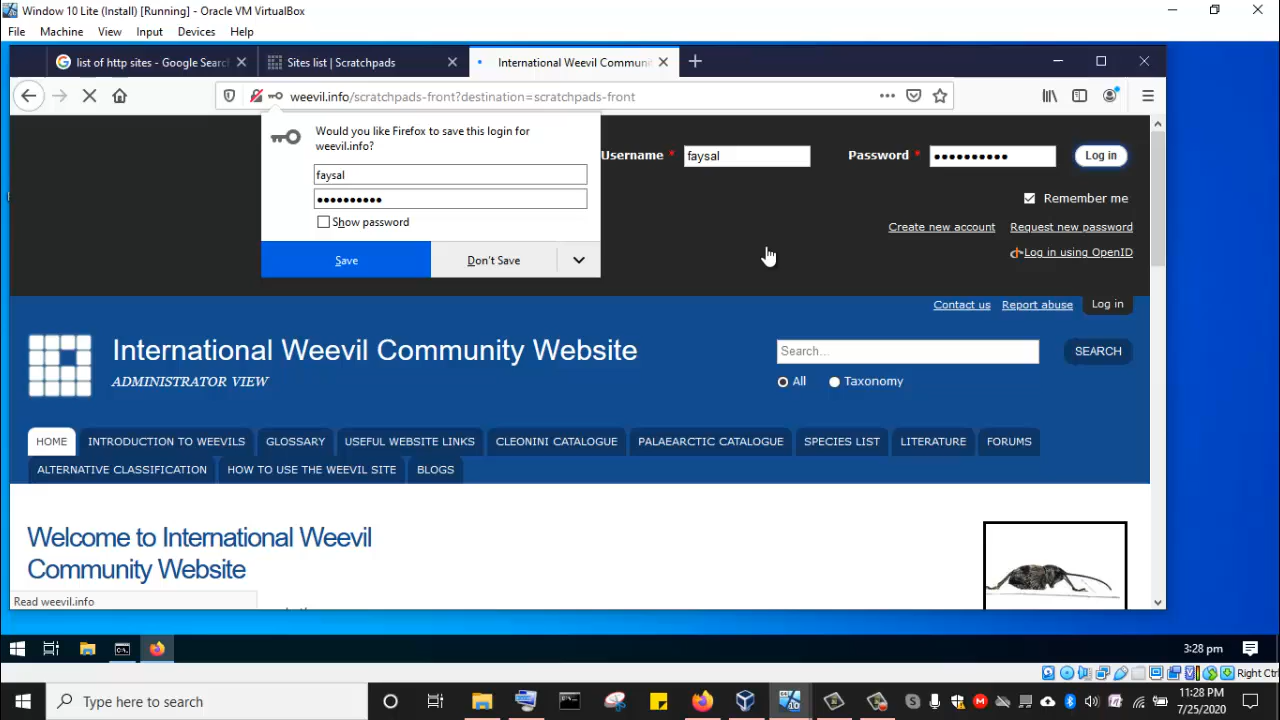 Window 10 Lite (Install) [Running] - Oracle VM VirtualBox
File Machine View Input Devices Help
list of http sites - Google Searc
Sites list | Scratchpads
International Weevil Commun
weevil.info/scratchpads-front?destination=scratchpads-front
Would you like Firefox to save this login for
weevil.info?
faysal
Show password
Save
Don't Save
Username * faysal
Password *
Log in
Remember me
Create new account
Request new password
Log in using OpenID
Contact us Report abuse Log in
International Weevil Community Website
ADMINISTRATOR VIEW
Search...
SEARCH
All Taxonomy
HOME INTRODUCTION TO WEEVILS GLOSSARY USEFUL WEBSITE LINKS CLEONINI CATALOGUE PALAEARCTIC CATALOGUE SPECIES LIST LITERATURE FORUMS
ALTERNATIVE CLASSIFICATION HOW TO USE THE WEEVIL SITE BLOGS
Welcome to International Weevil
Community Website
Read weevil.info
3:28 pm
Right Ctrl
Type here to search
11:28 PM
7/25/2020